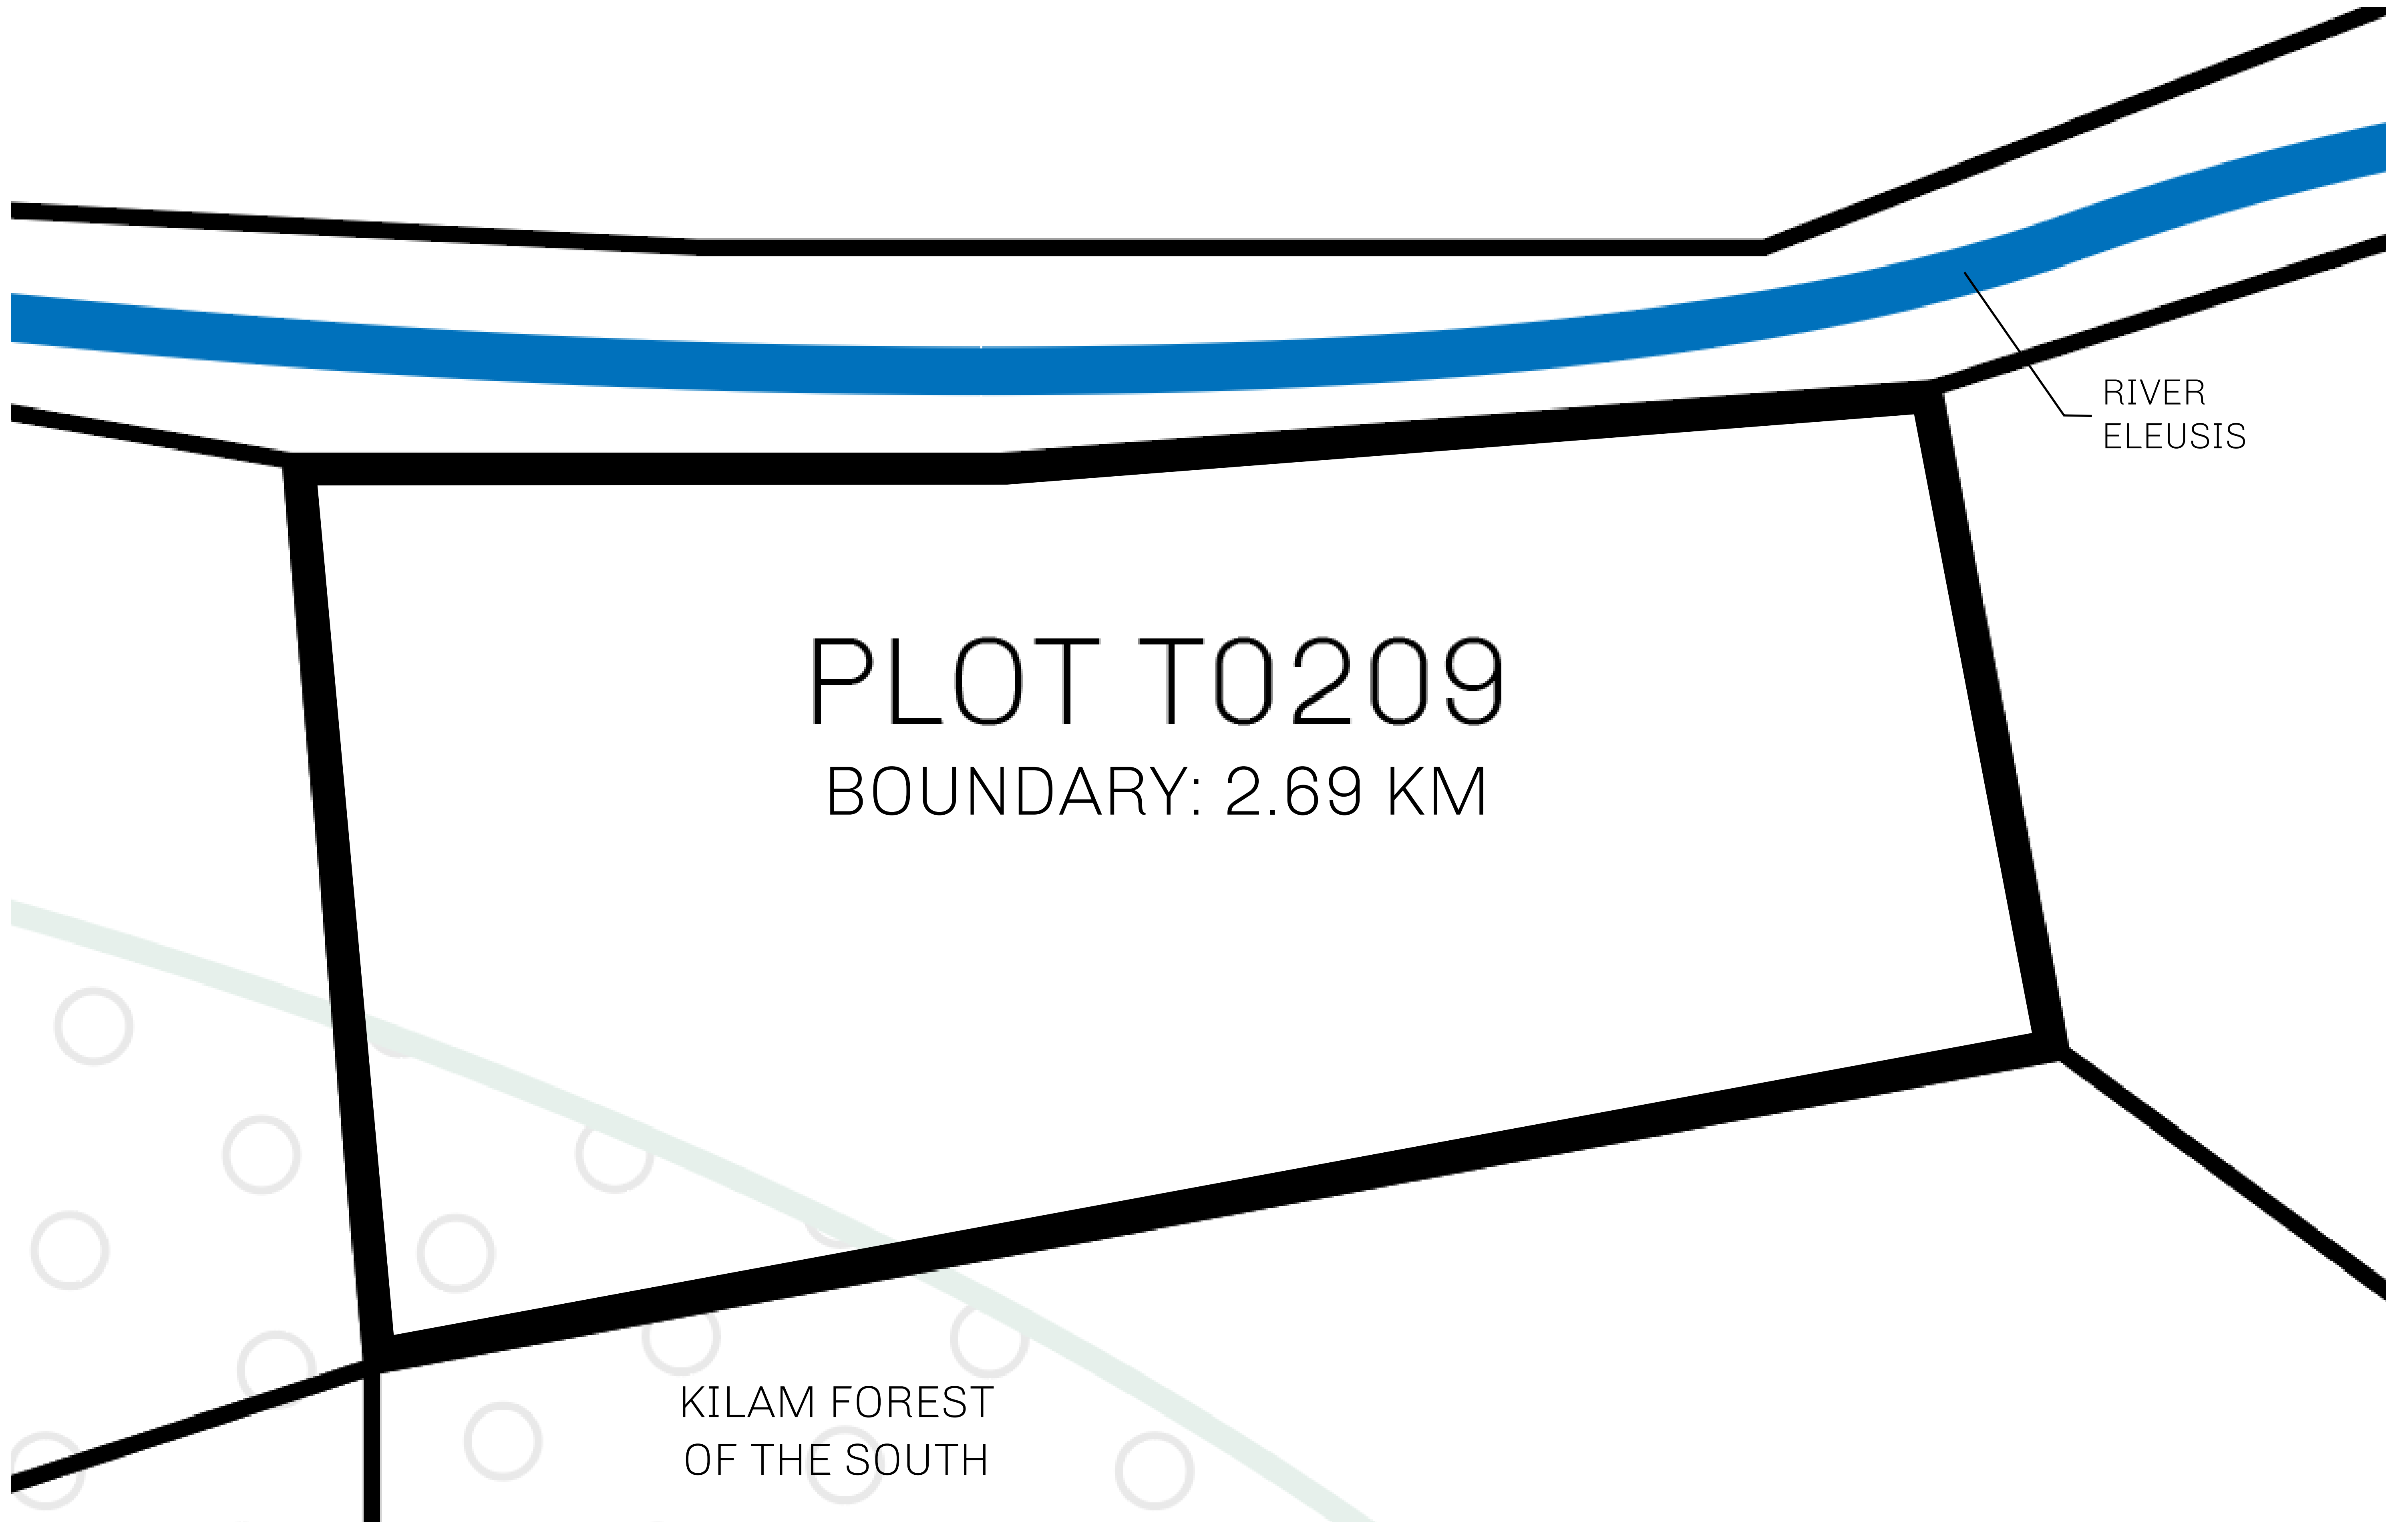 RIVER
ELEUSIS
PLOT T0209
BOUNDARY: 2.69 KM
KILAM FOREST
OF THE SOUTH